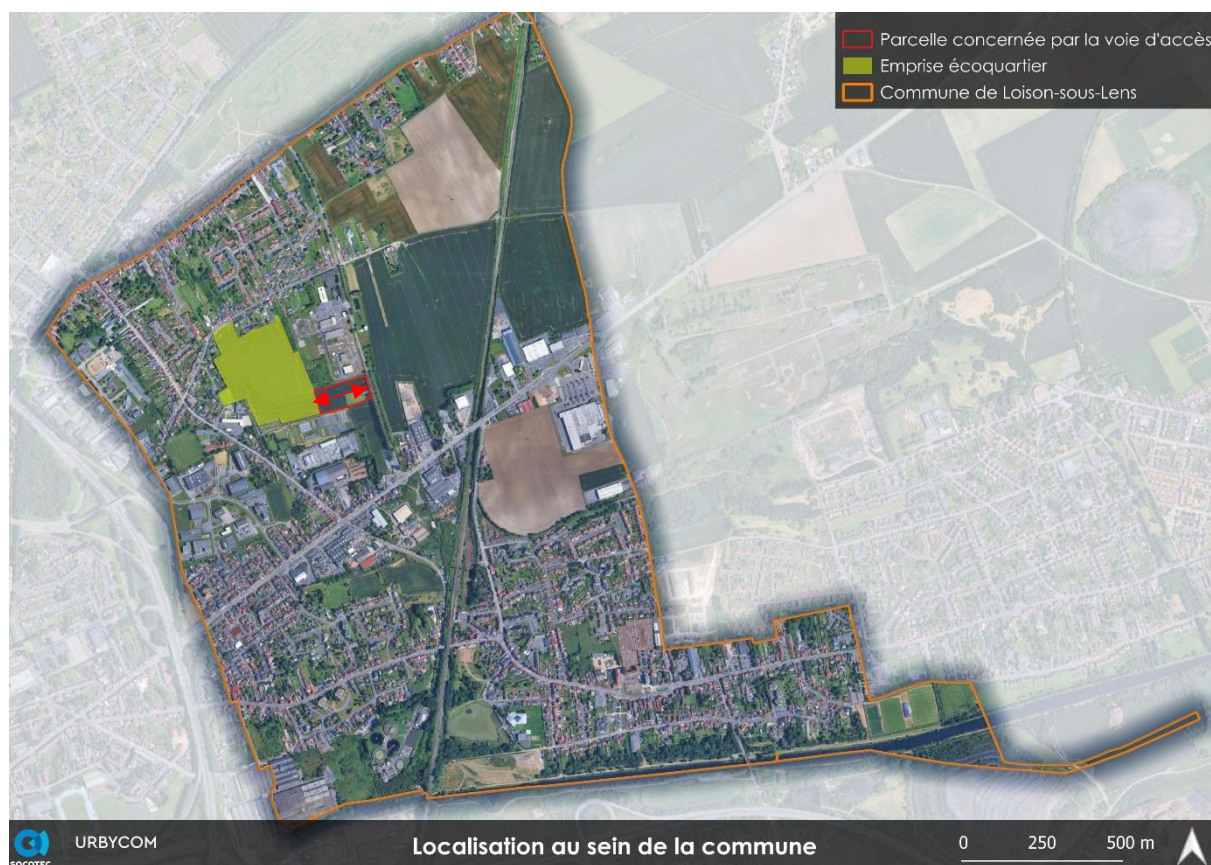 Parcelle concernée par la voie d'accès
Emprise écoquartier
Commune de Loison-sous-Lens
SOCOTEC
URBYCOM
Localisation au sein de la commune
0 250 500 m